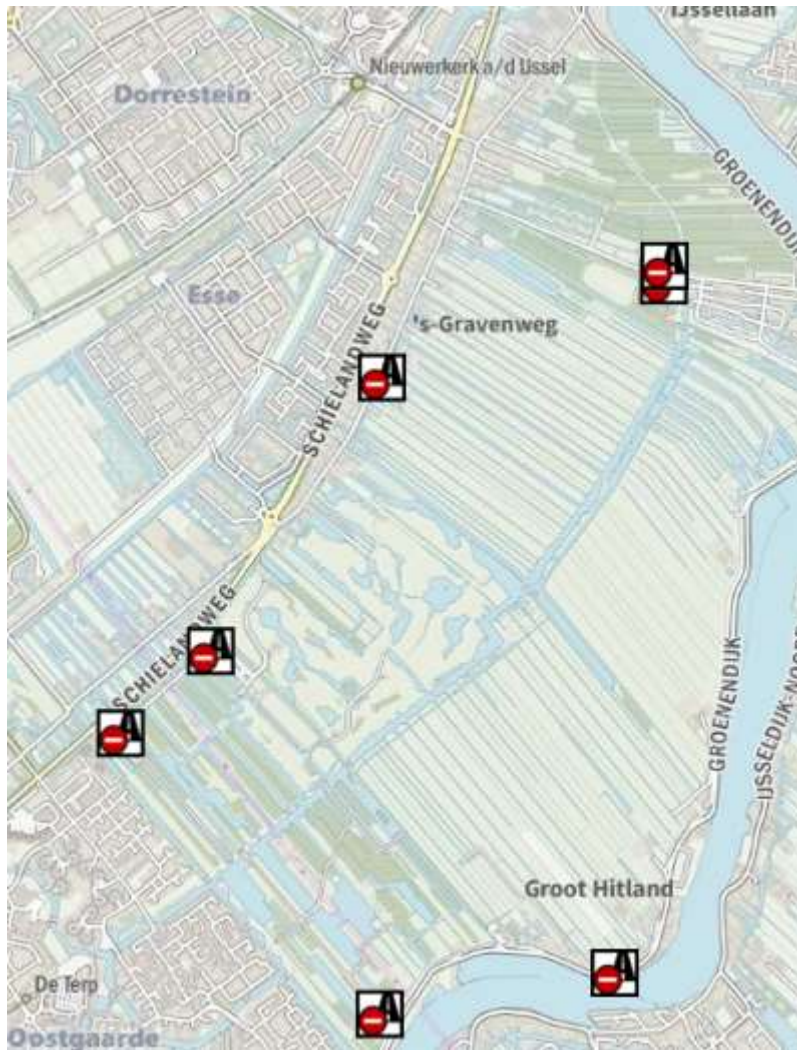 IJssellaan
Nieuwerkerk a/d IJssel
Dorrestein
GROENENDIJK
Esse
's-Gravenweg
A
A
SCHIELANDWEG
SCHIELANDWEG
A
A
GROENENDIJK
IJSSELDIJK-NOORD
Groot Hitland
A
De Terp
A
Oostgaarde